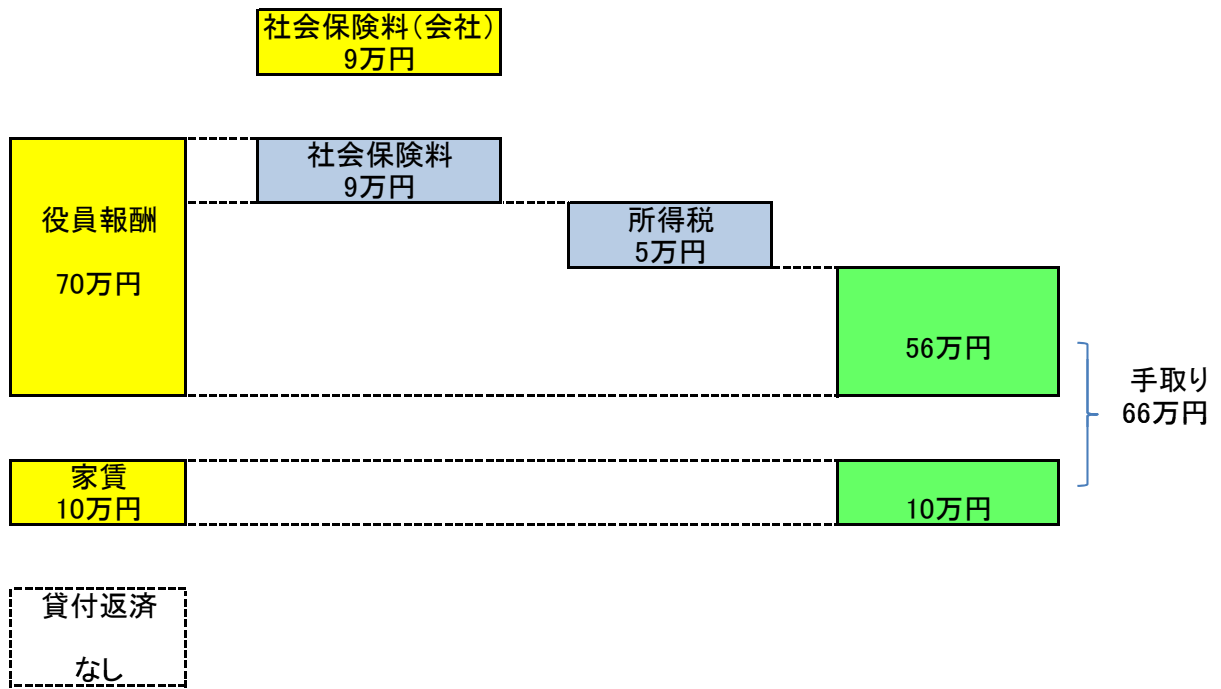 社会保険料(会社)
9万円
社会保険料
9万円
役員報酬
70万円
所得税
5万円
56万円
手取り
66万円
家賃
10万円
10万円
貸付返済
なし